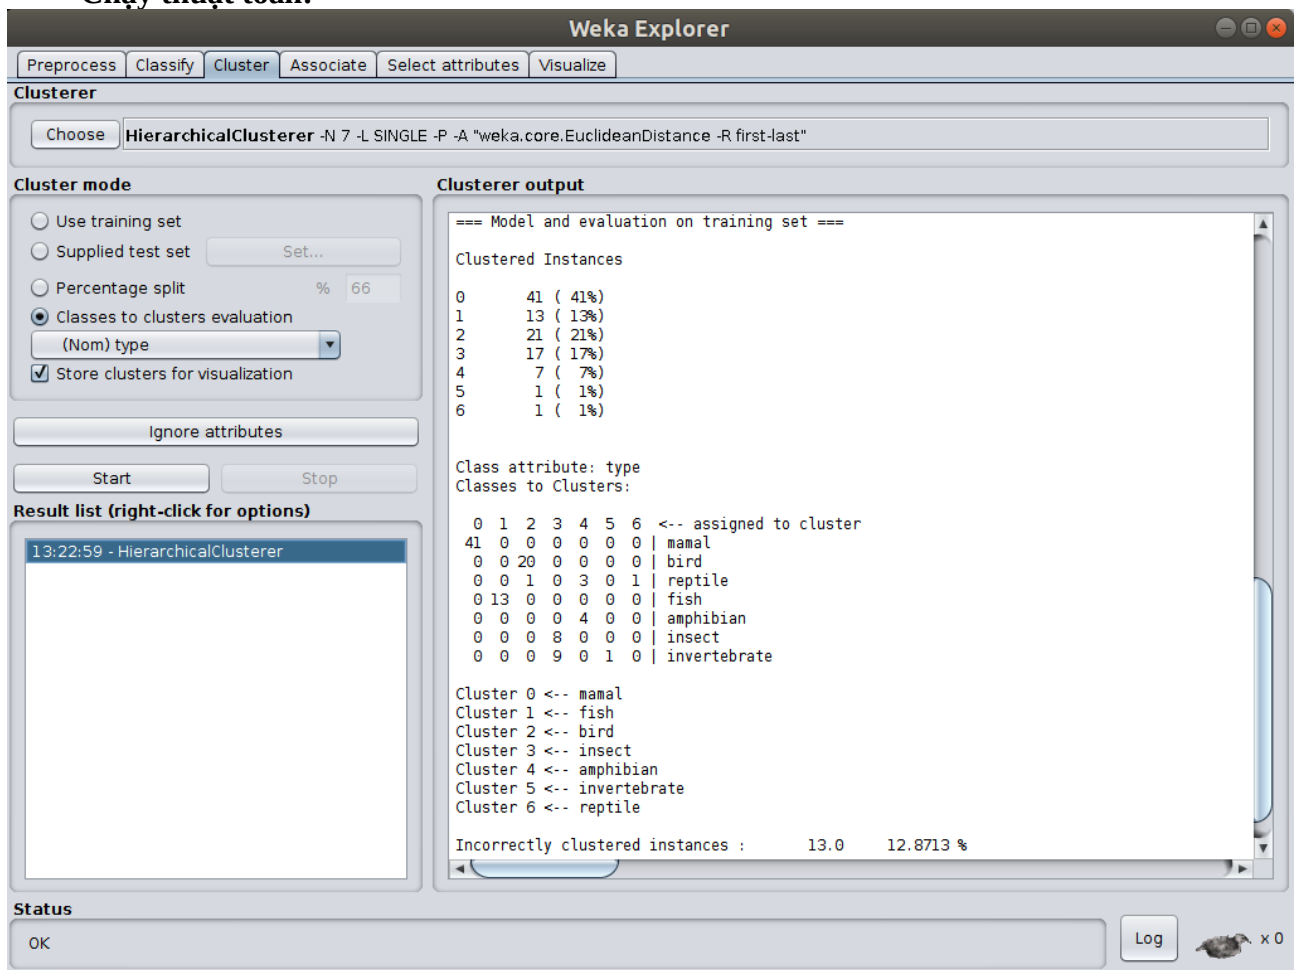 Chạy thuật toán:
Weka Explorer
Preprocess Classify Cluster Associate Select attributes Visualize
Clusterer
Choose HierarchicalClusterer -N 7 -L SINGLE -P -A "weka.core.EuclideanDistance -R first-last"
Cluster mode
Use training set
Supplied test set Set...
Percentage split % 66
Classes to clusters evaluation
(Nom) type
Store clusters for visualization
Ignore attributes
Start Stop
Result list (right-click for options)
13:22:59 - HierarchicalClusterer
Clusterer output
=== Model and evaluation on training set ===
Clustered Instances
0 41 ( 41%)
1 13 ( 13%)
2 21 ( 21%)
3 17 ( 17%)
4 7 ( 7%)
5 1 ( 1%)
6 1 ( 1%)
Class attribute: type
Classes to Clusters:
0 1 2 3 4 5 6 <-- assigned to cluster
41 0 0 0 0 0 0 | mamal
0 0 20 0 0 0 0 | bird
0 0 1 0 3 0 1 | reptile
0 13 0 0 0 0 0 | fish
0 0 0 0 4 0 0 | amphibian
0 0 0 8 0 0 0 | insect
0 0 0 9 0 1 0 | invertebrate
Cluster 0 <-- mamal
Cluster 1 <-- fish
Cluster 2 <-- bird
Cluster 3 <-- insect
Cluster 4 <-- amphibian
Cluster 5 <-- invertebrate
Cluster 6 <-- reptile
Incorrectly clustered instances : 13.0 12.8713 %
Status
OK
Log x 0